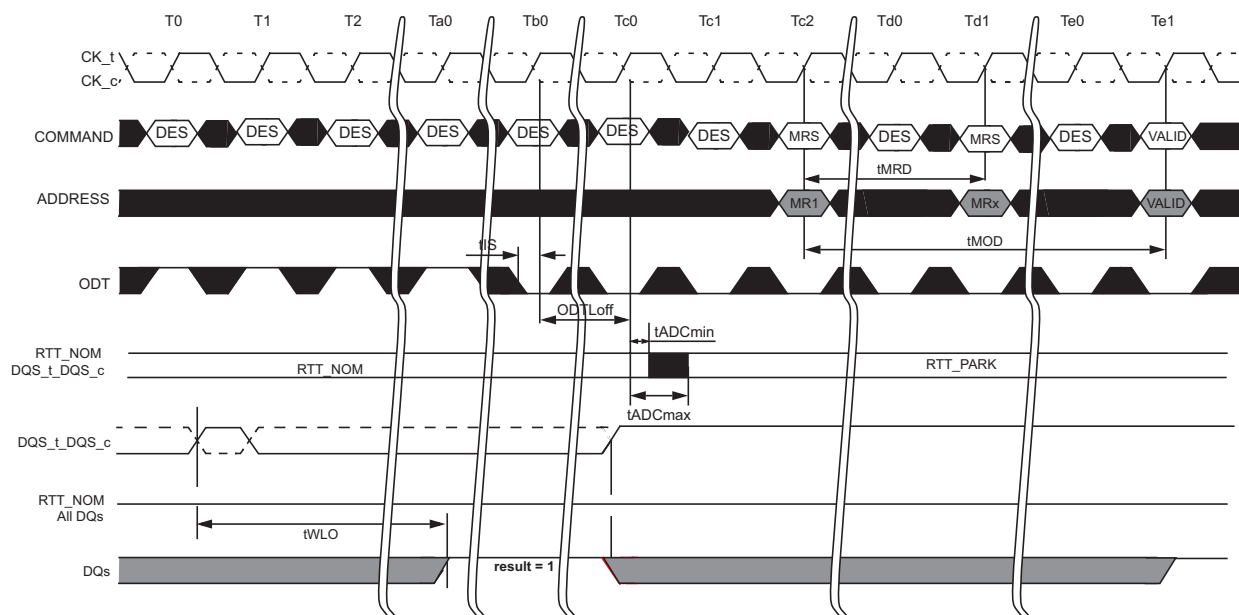 T0 T1 T2 Ta0 Tb0 Tc0 Tc1 Tc2 Td0 Td1 Te0 Te1
CK_t
CK_c
COMMAND DES DES DES DES DES DES DES MRS DES MRS DES VALID
tMRD
ADDRESS MR1 MRx VALID
tIS tMOD
ODT
ODTLoff
tADCmin
RTT_NOM
DQS_t_DQS_c RTT_NOM RTT_PARK
tADCmax
DQS_t_DQS_c
RTT_NOM
All DQs
tWLO
DQs result = 1